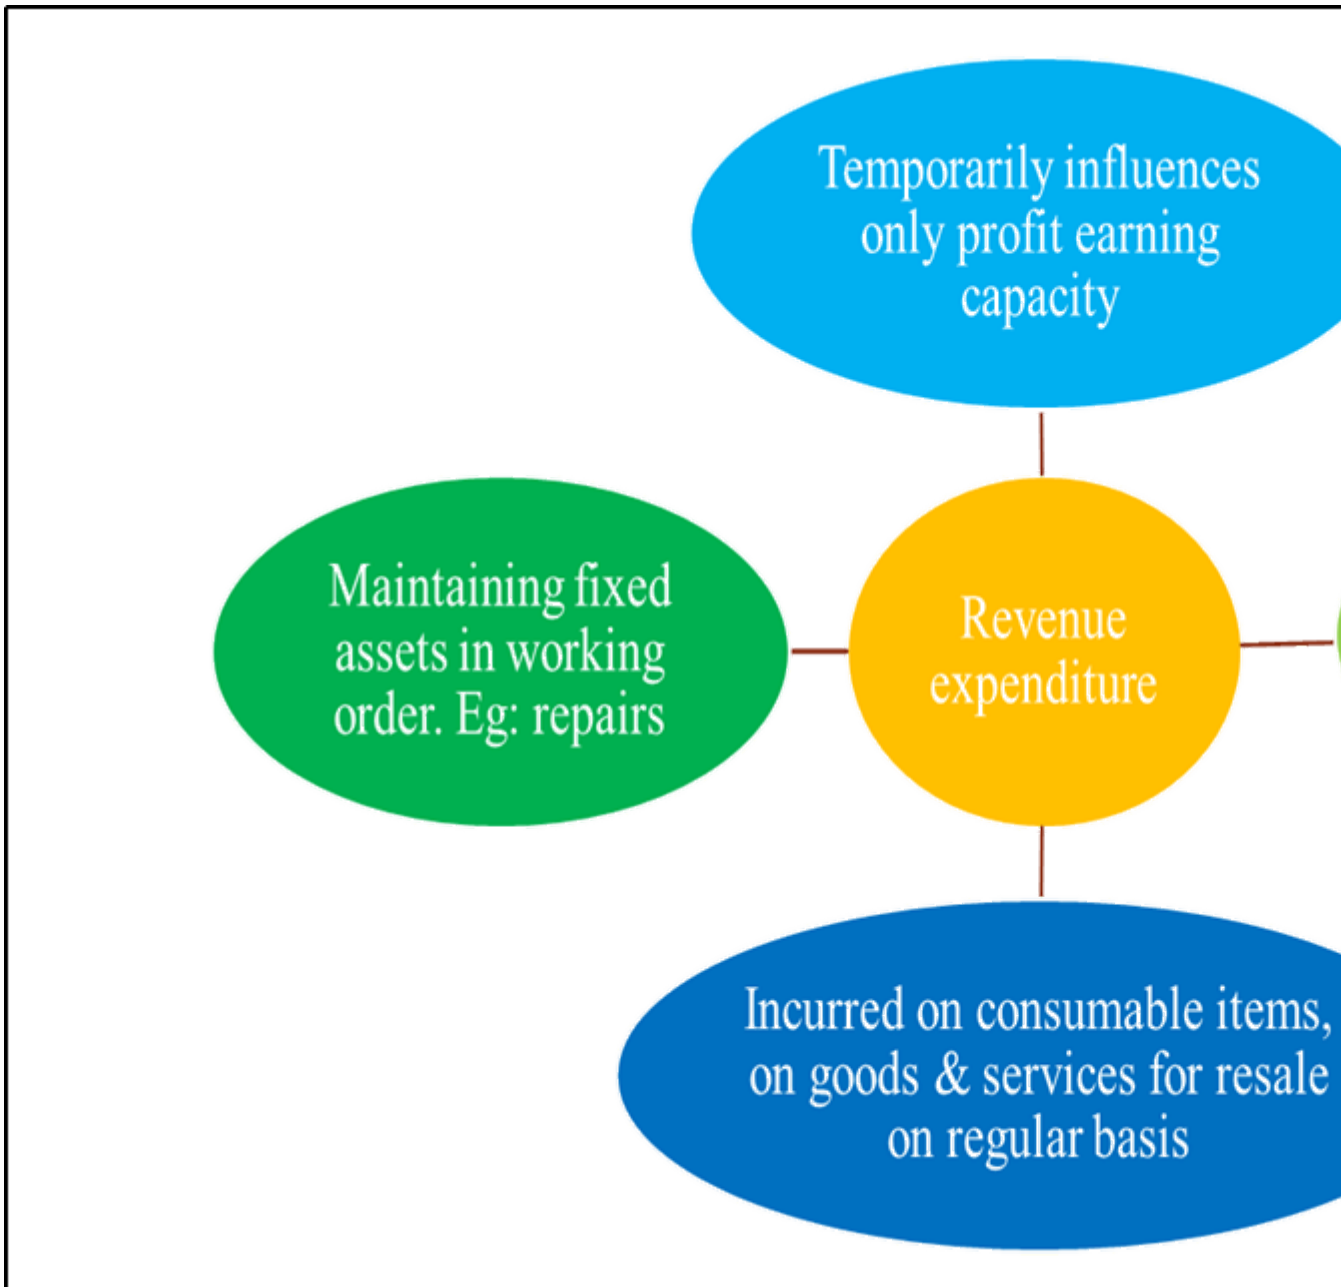 Temporarily influences
only profit earning
capacity
Maintaining fixed
assets in working
order. Eg: repairs
Revenue
expenditure
Incurred on consumable items,
on goods & services for resale
on regular basis